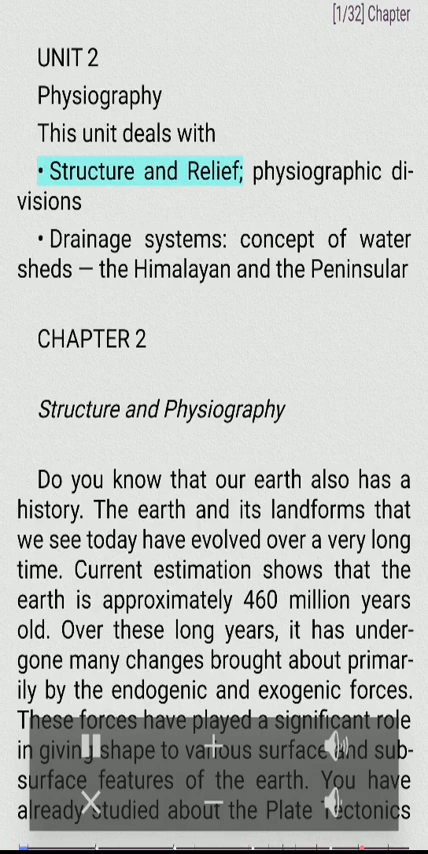 [1/32] Chapter
UNIT 2
Physiography
This unit deals with
• Structure and Relief; physiographic di-
visions
• Drainage systems: concept of water
sheds — the Himalayan and the Peninsular
CHAPTER 2
Structure and Physiography
Do you know that our earth also has a
history. The earth and its landforms that
we see today have evolved over a very long
time. Current estimation shows that the
earth is approximately 460 million years
old. Over these long years, it has under-
gone many changes brought about primar-
ily by the endogenic and exogenic forces.
These forces have played a significant role
in giving shape to various surface and sub-
surface features of the earth. You have
already studied about the Plate Tectonics